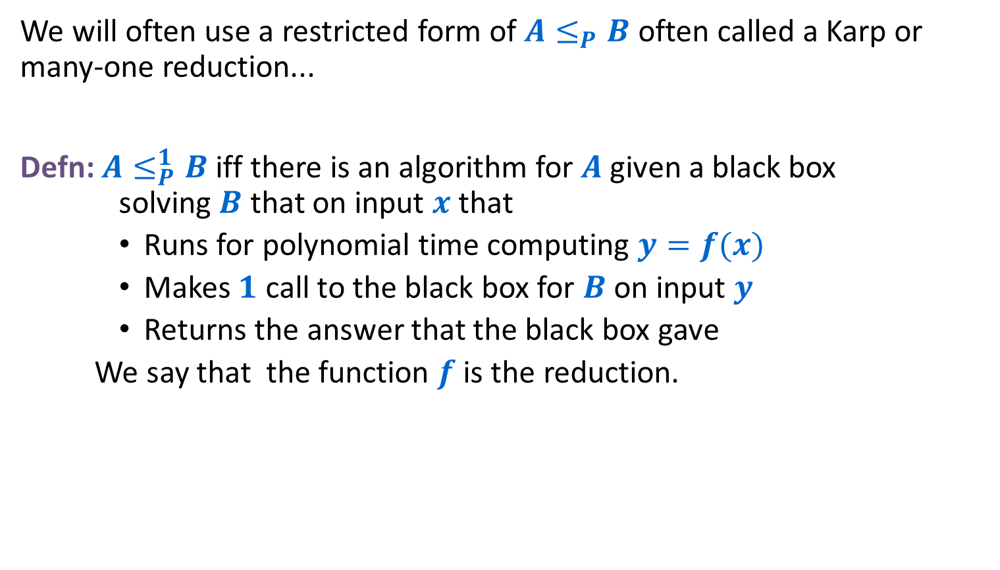 We will often use a restricted form of A ≤_P B often called a Karp or
many-one reduction...
Defn: A ≤_P^1 B iff there is an algorithm for A given a black box
solving B that on input x that
• Runs for polynomial time computing y = f(x)
• Makes 1 call to the black box for B on input y
• Returns the answer that the black box gave
We say that the function f is the reduction.